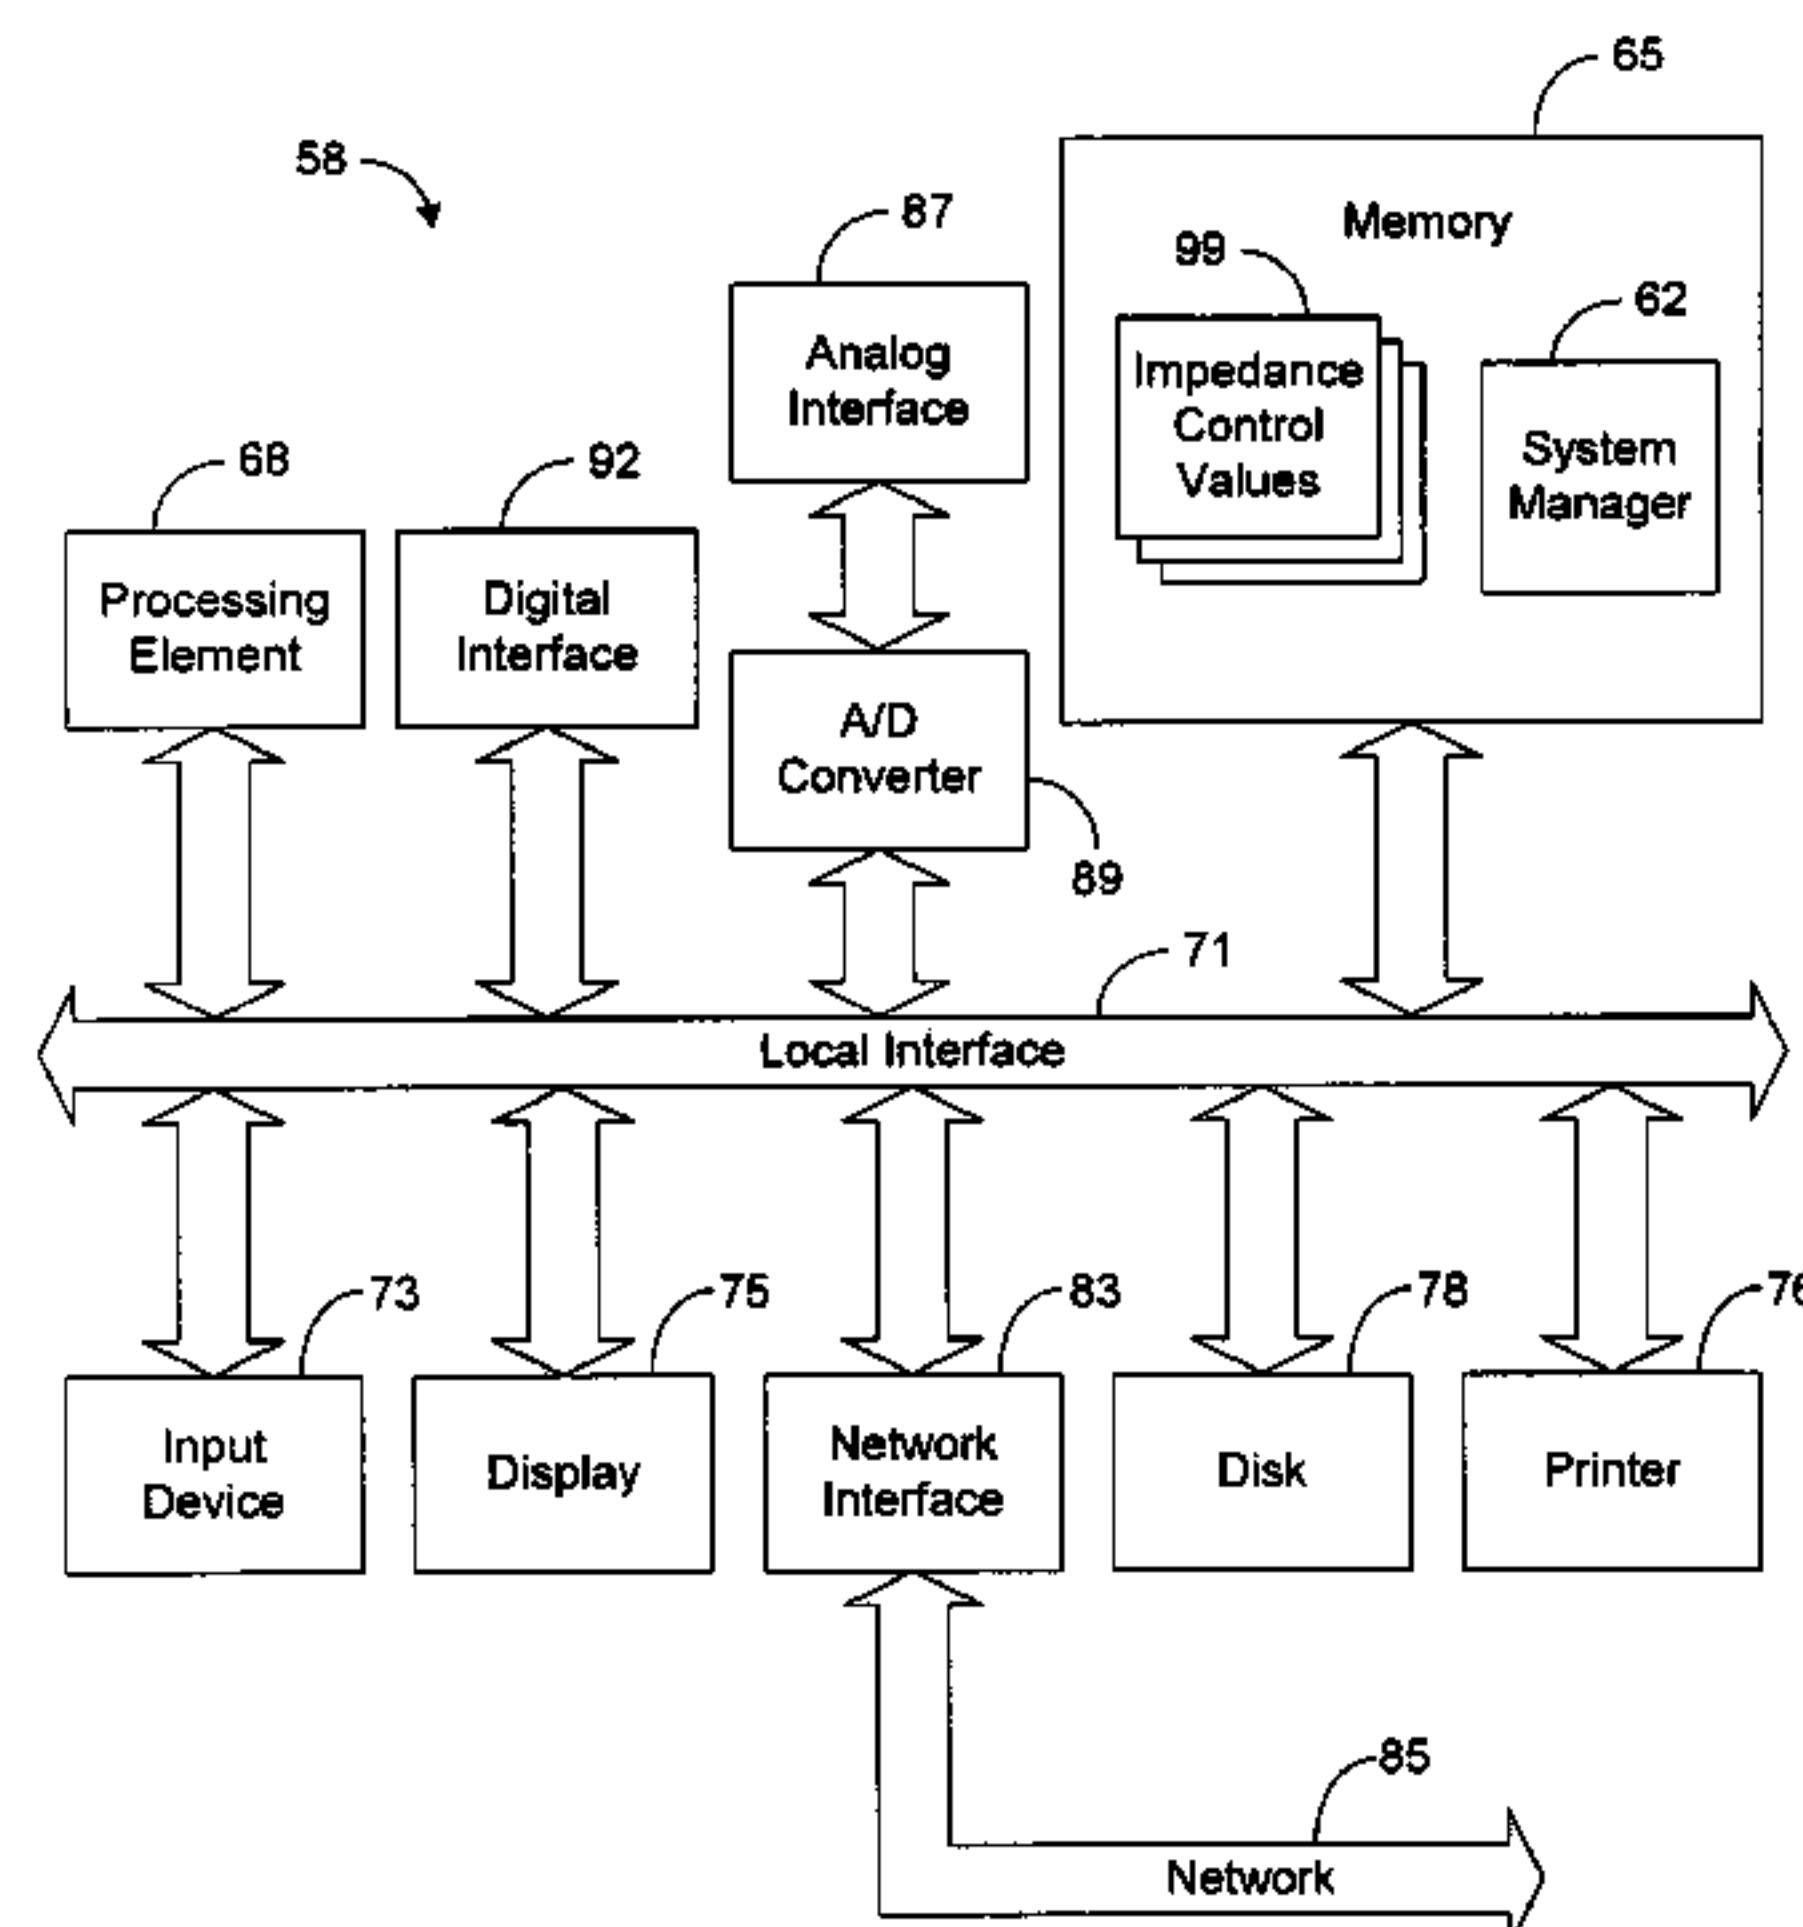 65
58
87
Memory
99
62
Analog
Interface
Impedance
Control
Values
System
Manager
68
92
Processing
Element
Digital
Interface
A/D
Converter
89
71
Local Interface
73
75
83
78
76
Input
Device
Display
Network
Interface
Disk
Printer
85
Network